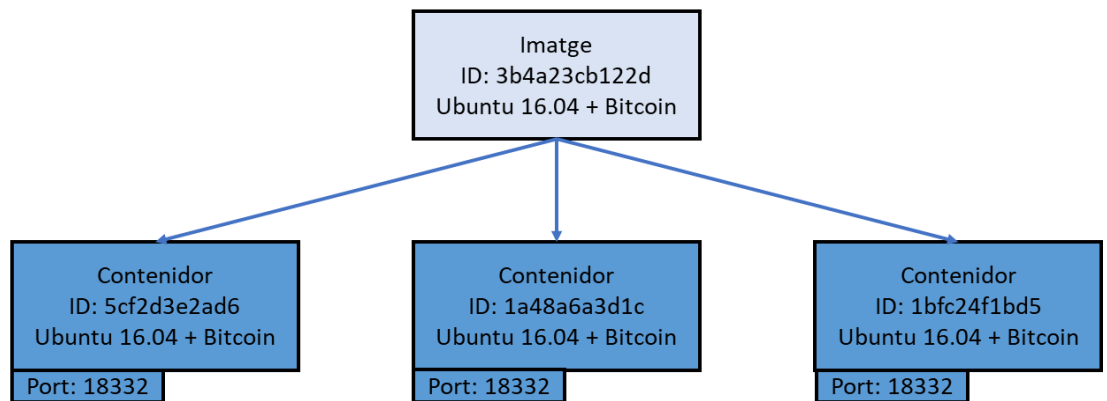 Imatge
ID: 3b4a23cb122d
Ubuntu 16.04 + Bitcoin
Contenidor
ID: 5cf2d3e2ad6
Ubuntu 16.04 + Bitcoin
Port: 18332
Contenidor
ID: 1a48a6a3d1c
Ubuntu 16.04 + Bitcoin
Port: 18332
Contenidor
ID: 1bfc24f1bd5
Ubuntu 16.04 + Bitcoin
Port: 18332